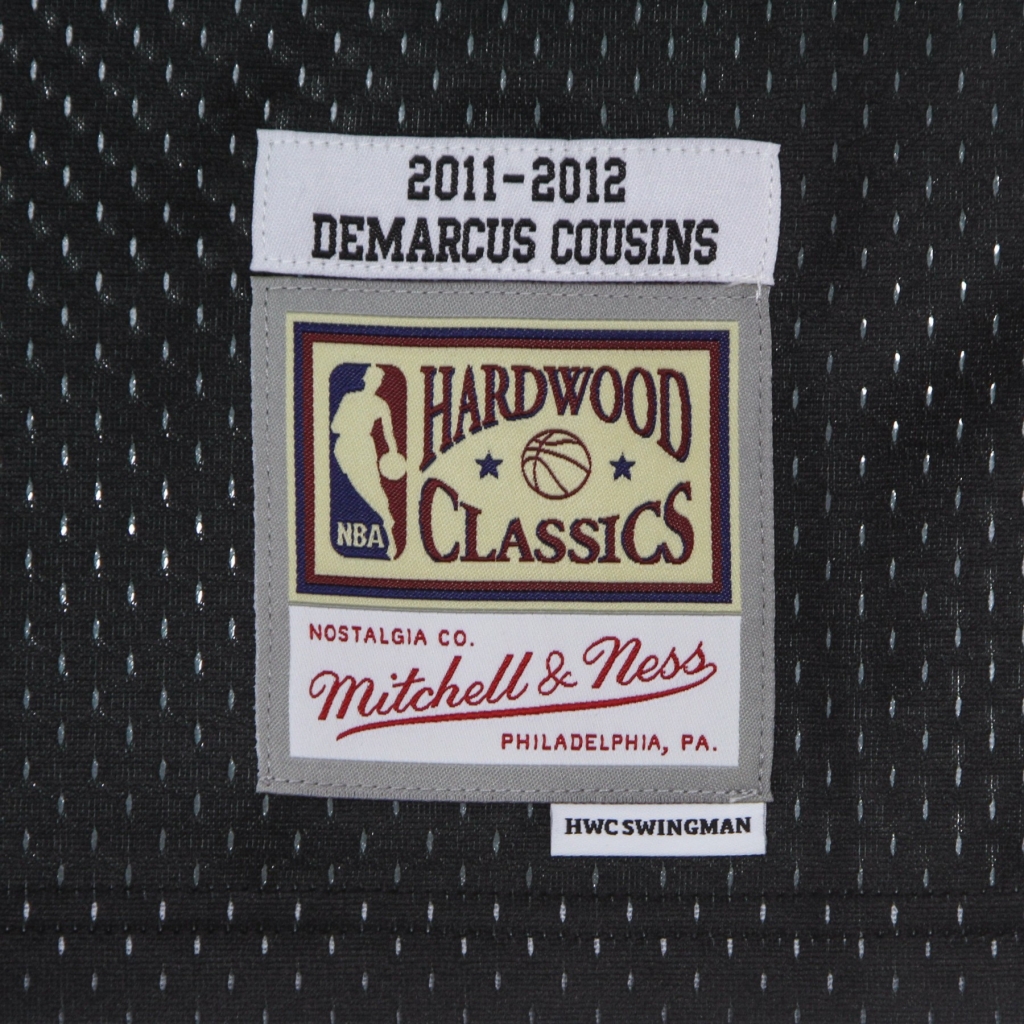 2011-2012
DEMARCUS COUSINS
HARDWOOD
CLASSICS
NBA
NOSTALGIA CO.
Mitchell & Ness
PHILADELPHIA, PA.
HWC SWINGMAN